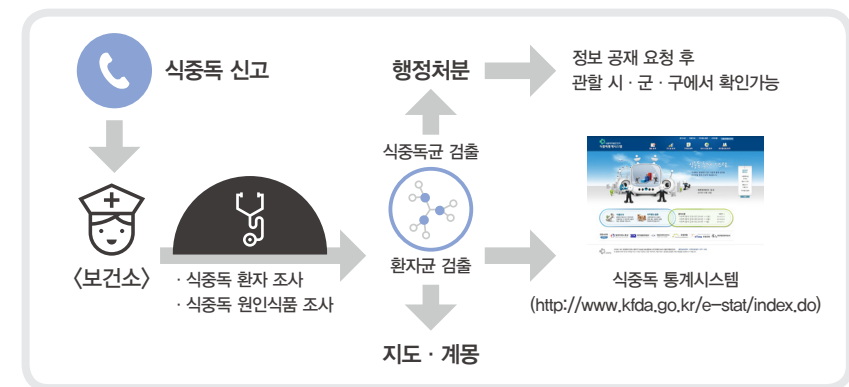 식중독 신고
행정처분
정보 공재 요청 후
관할 시 · 군 · 구에서 확인가능
식중독균 검출
환자균 검출
〈보건소〉
· 식중독 환자 조사
· 식중독 원인식품 조사
지도 · 계몽
식중독 통계시스템
(http://www.kfda.go.kr/e-stat/index.do)